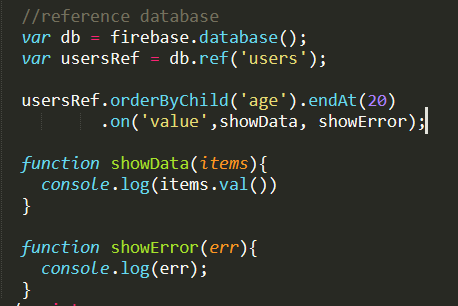 //reference database
var db = firebase.database();
var usersRef = db.ref('users');
usersRef.orderByChild('age').endAt(20)
.on('value',showData, showError);
function showData(items){
console.log(items.val())
}
function showError(err){
console.log(err);
}